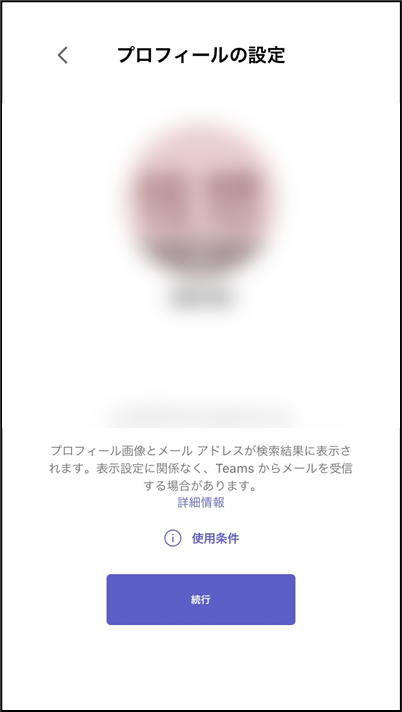 プロフィールの設定
プロフィール画像とメール アドレスが検索結果に表示さ
れます。表示設定に関係なく、Teams からメールを受信
する場合があります。
詳細情報
使用条件
続行